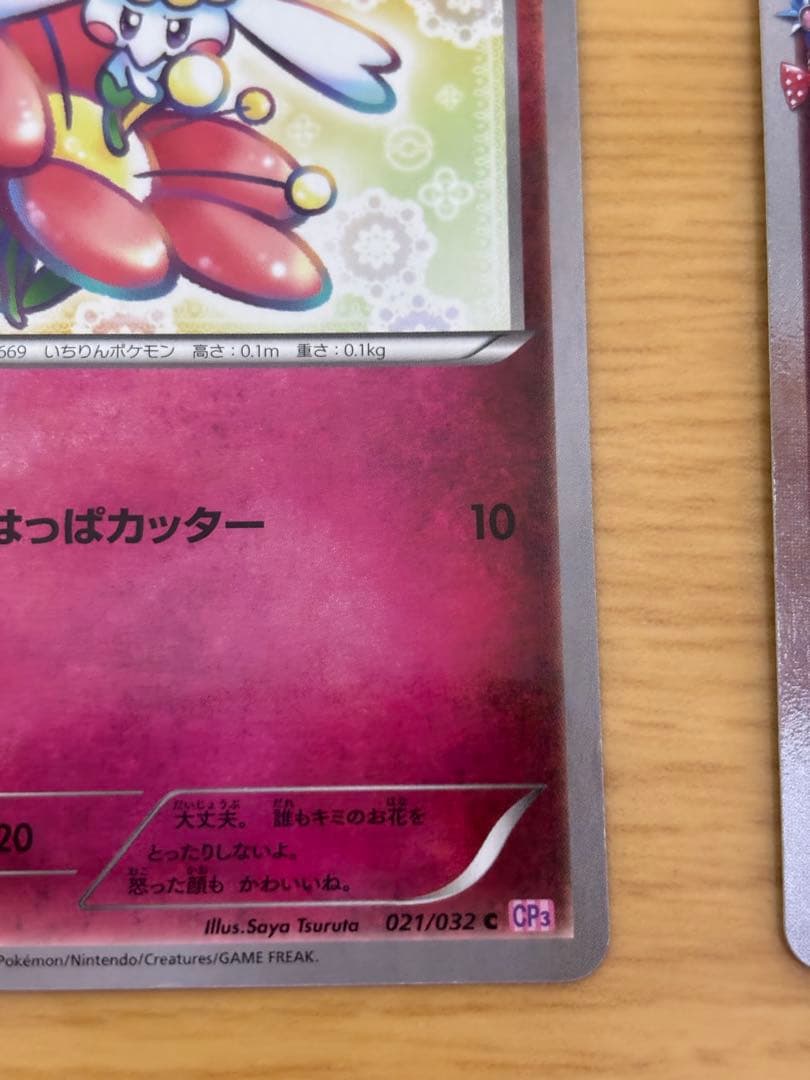 669 いちりんポケモン 高さ:0.1m 重さ:0.1kg
はっぱカッター 10
20
大丈夫。 誰もキミのお花を
とったりしないよ。
怒った顔も かわいいね。
Illus.Saya Tsuruta 021/032 C CP3
Pokémon/Nintendo/Creatures/GAME FREAK.